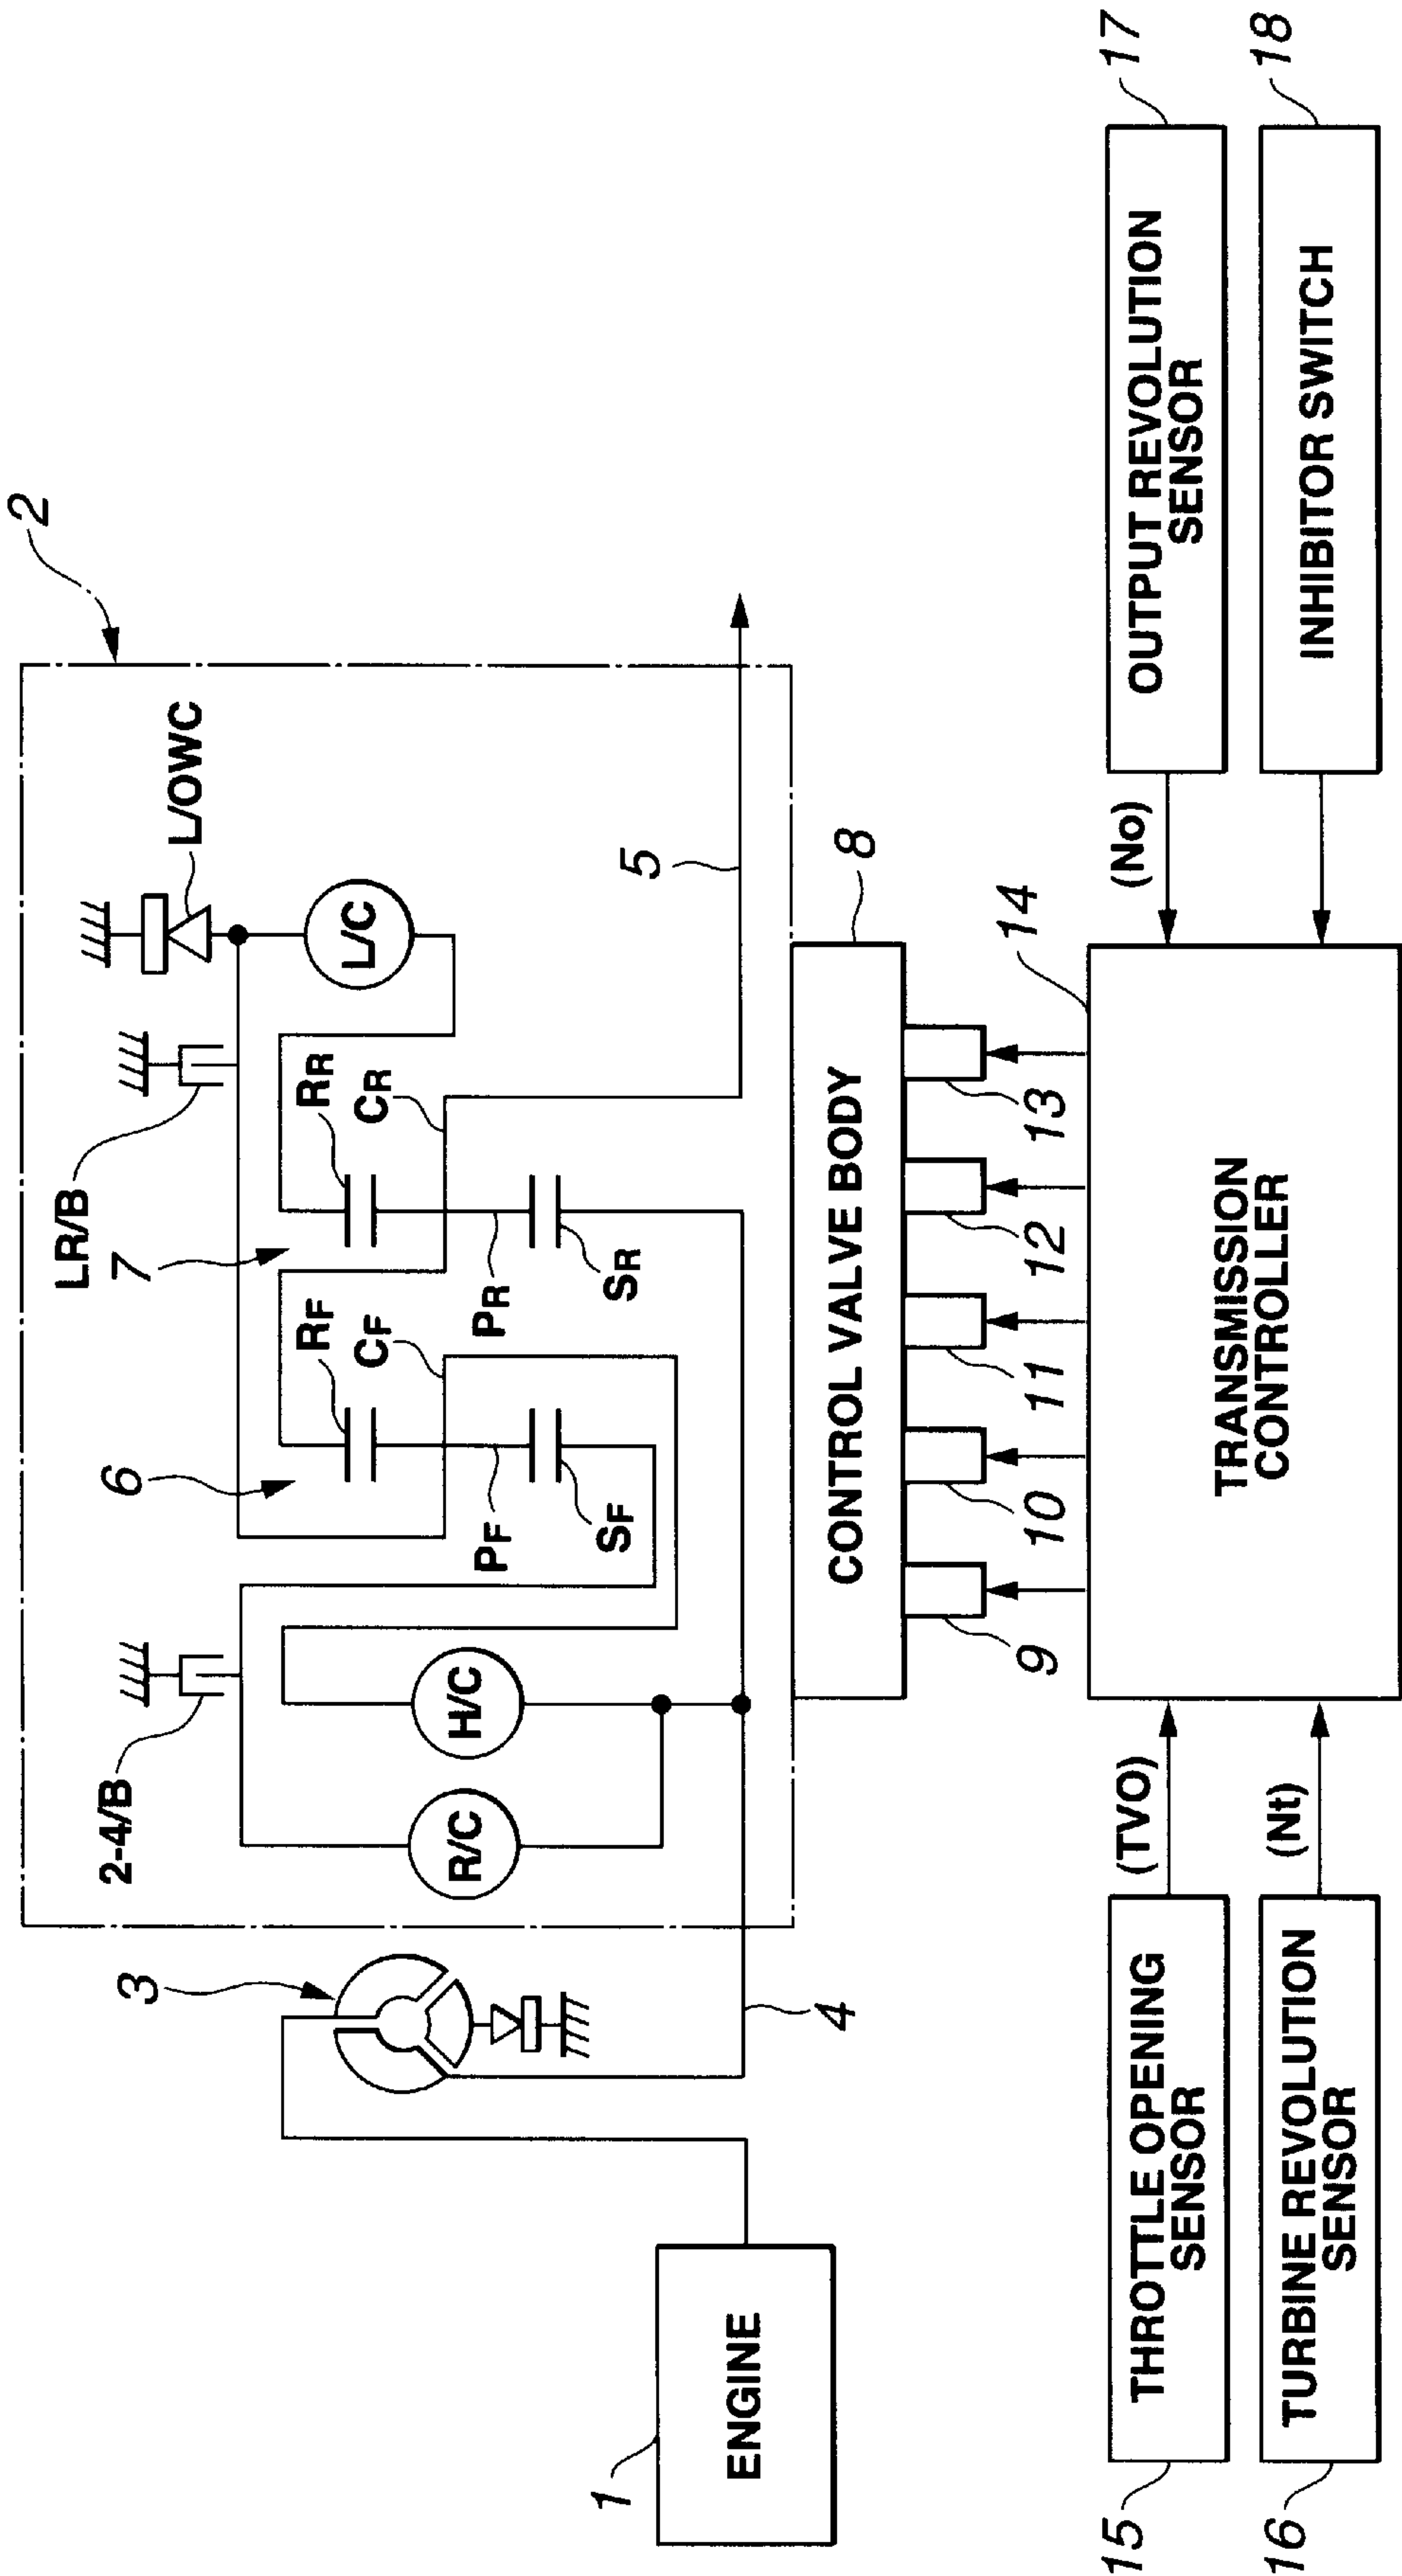 2
L/OWC
LR/B
L/C
7
RR
CR
PR
SR
6
RF
CF
PF
SF
2-4/B
H/C
R/C
3
4
5
1
ENGINE
8
CONTROL VALVE BODY
9
10
11
12
13
14
TRANSMISSION
CONTROLLER
15
THROTTLE OPENING
SENSOR
(TVO)
16
TURBINE REVOLUTION
SENSOR
(Nt)
17
OUTPUT REVOLUTION
SENSOR
(No)
18
INHIBITOR SWITCH